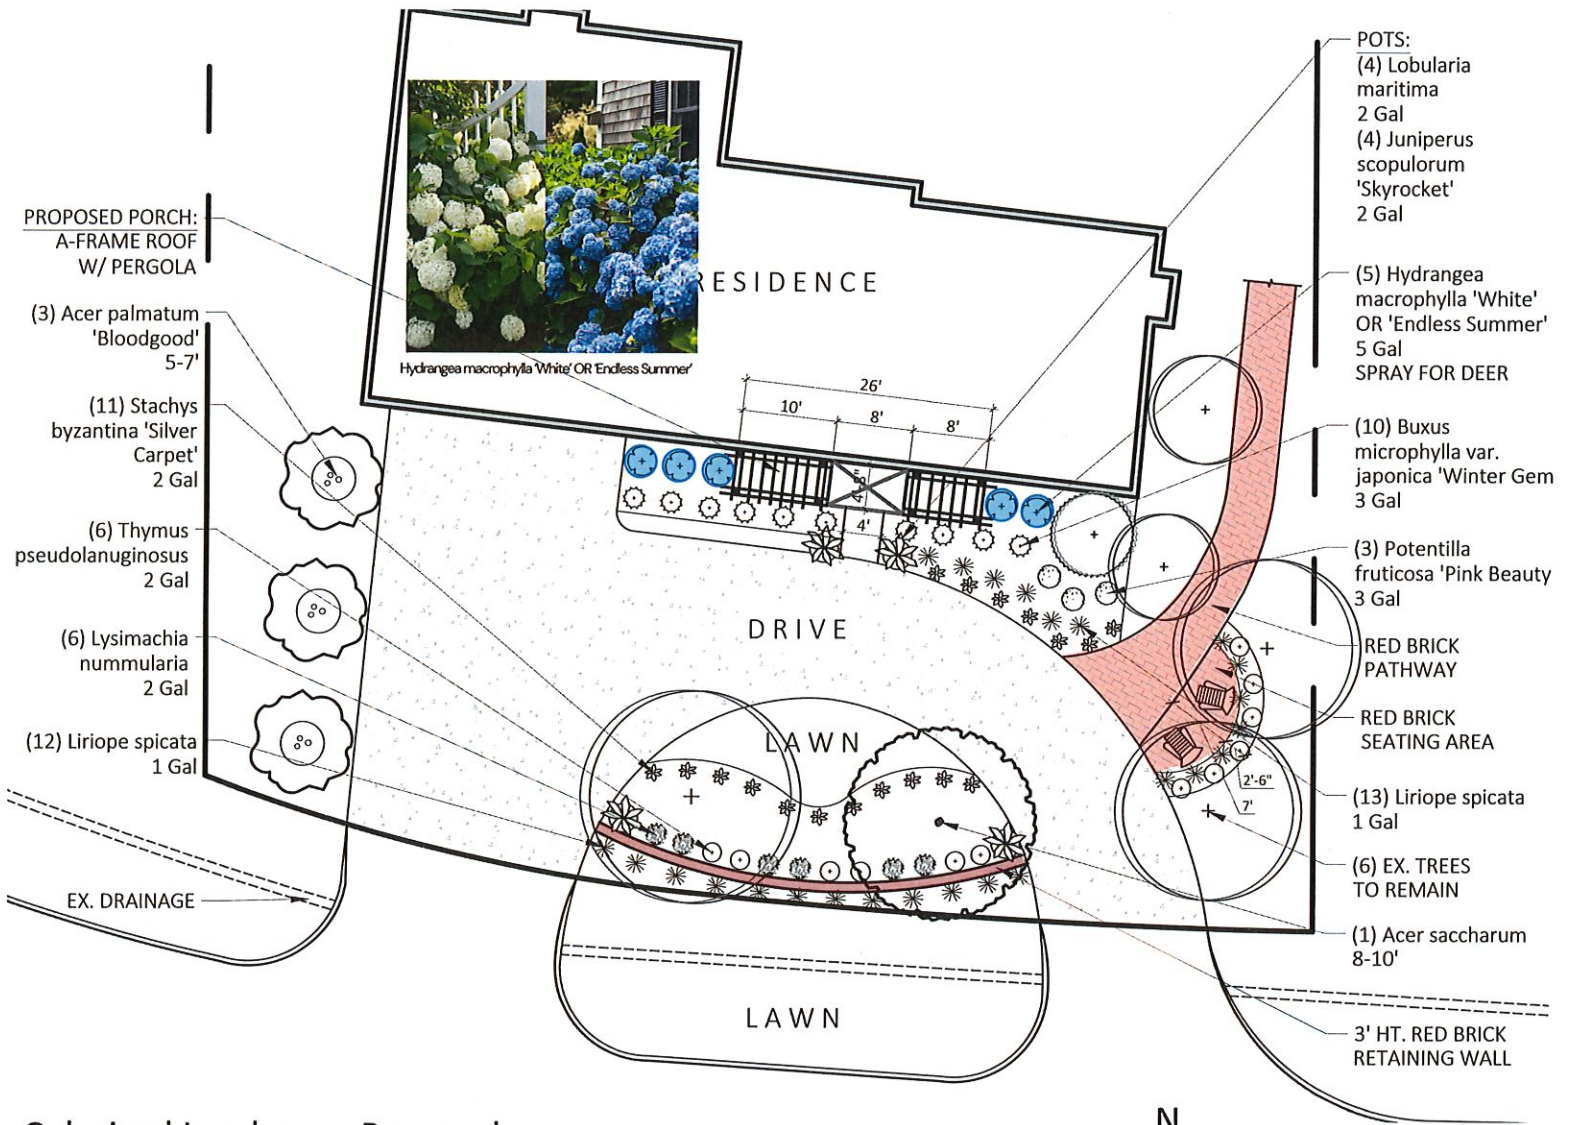 PROPOSED PORCH:
A-FRAME ROOF
W/ PERGOLA
(3) Acer palmatum
'Bloodgood'
5-7'
(11) Stachys
byzantina 'Silver
Carpet'
2 Gal
(6) Thymus
pseudolanuginosus
2 Gal
(6) Lysimachia
nummularia
2 Gal
(12) Liriope spicata
1 Gal
EX. DRAINAGE
RESIDENCE
Hydrangea macrophylla 'White' OR 'Endless Summer'
26'
10'
8'
8'
4'-8"
4'
DRIVE
LAWN
LAWN
2'-6"
7'
POTS:
(4) Lobularia
maritima
2 Gal
(4) Juniperus
scopulorum
'Skyrocket'
2 Gal
(5) Hydrangea
macrophylla 'White'
OR 'Endless Summer'
5 Gal
SPRAY FOR DEER
(10) Buxus
microphylla var.
japonica 'Winter Gem
3 Gal
(3) Potentilla
fruticosa 'Pink Beauty
3 Gal
RED BRICK
PATHWAY
RED BRICK
SEATING AREA
(13) Liriope spicata
1 Gal
(6) EX. TREES
TO REMAIN
(1) Acer saccharum
8-10'
3' HT. RED BRICK
RETAINING WALL
N